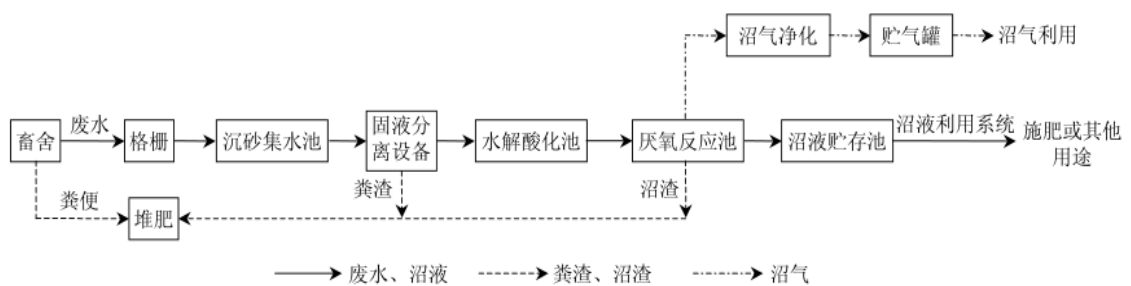 沼气净化
贮气罐
沼气利用
畜舍
废水
格栅
沉砂集水池
固液分
离设备
水解酸化池
厌氧反应池
沼液贮存池
沼液利用系统
施肥或其他
用途
粪渣
沼渣
粪便
堆肥
废水、沼液
粪渣、沼渣
沼气